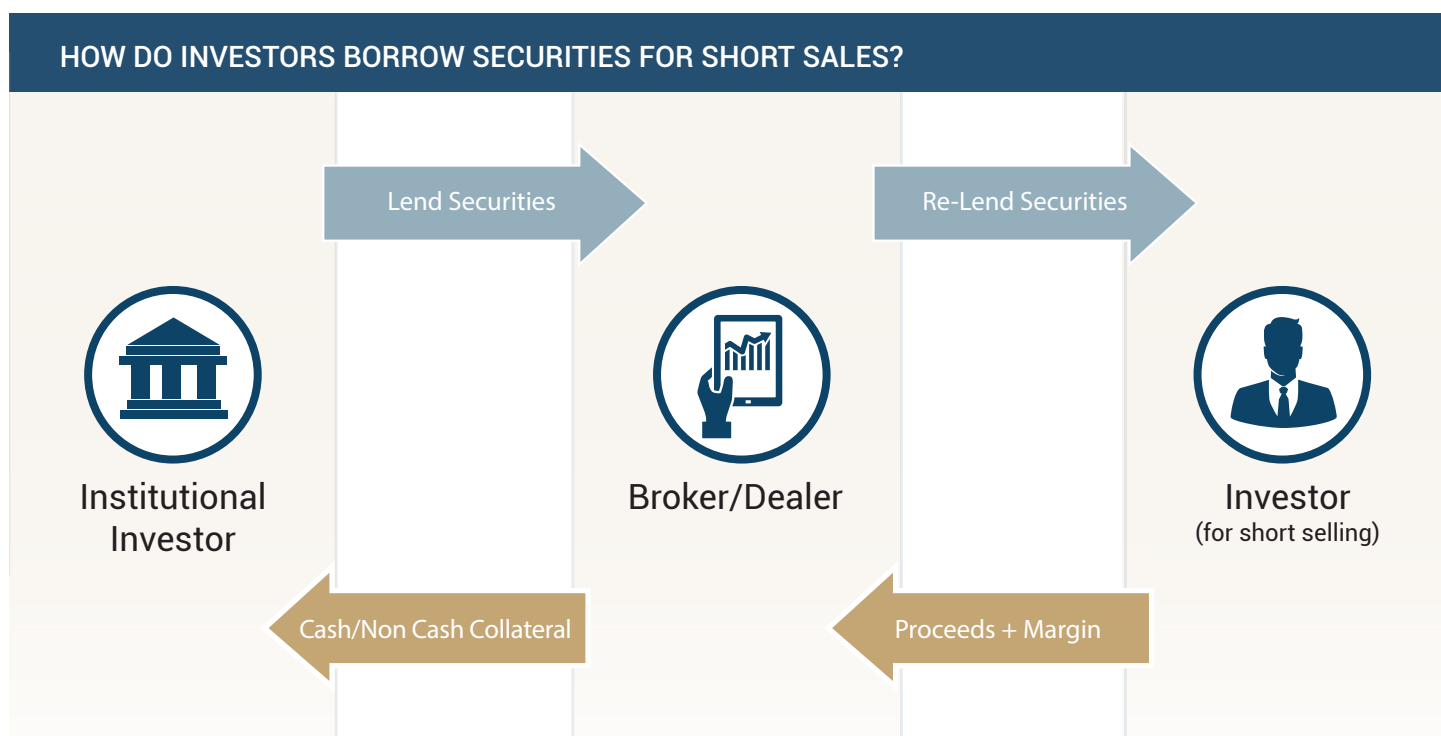 HOW DO INVESTORS BORROW SECURITIES FOR SHORT SALES?
Lend Securities
Re-Lend Securities
Institutional
Investor
Broker/Dealer
Investor
(for short selling)
Cash/Non Cash Collateral
Proceeds + Margin